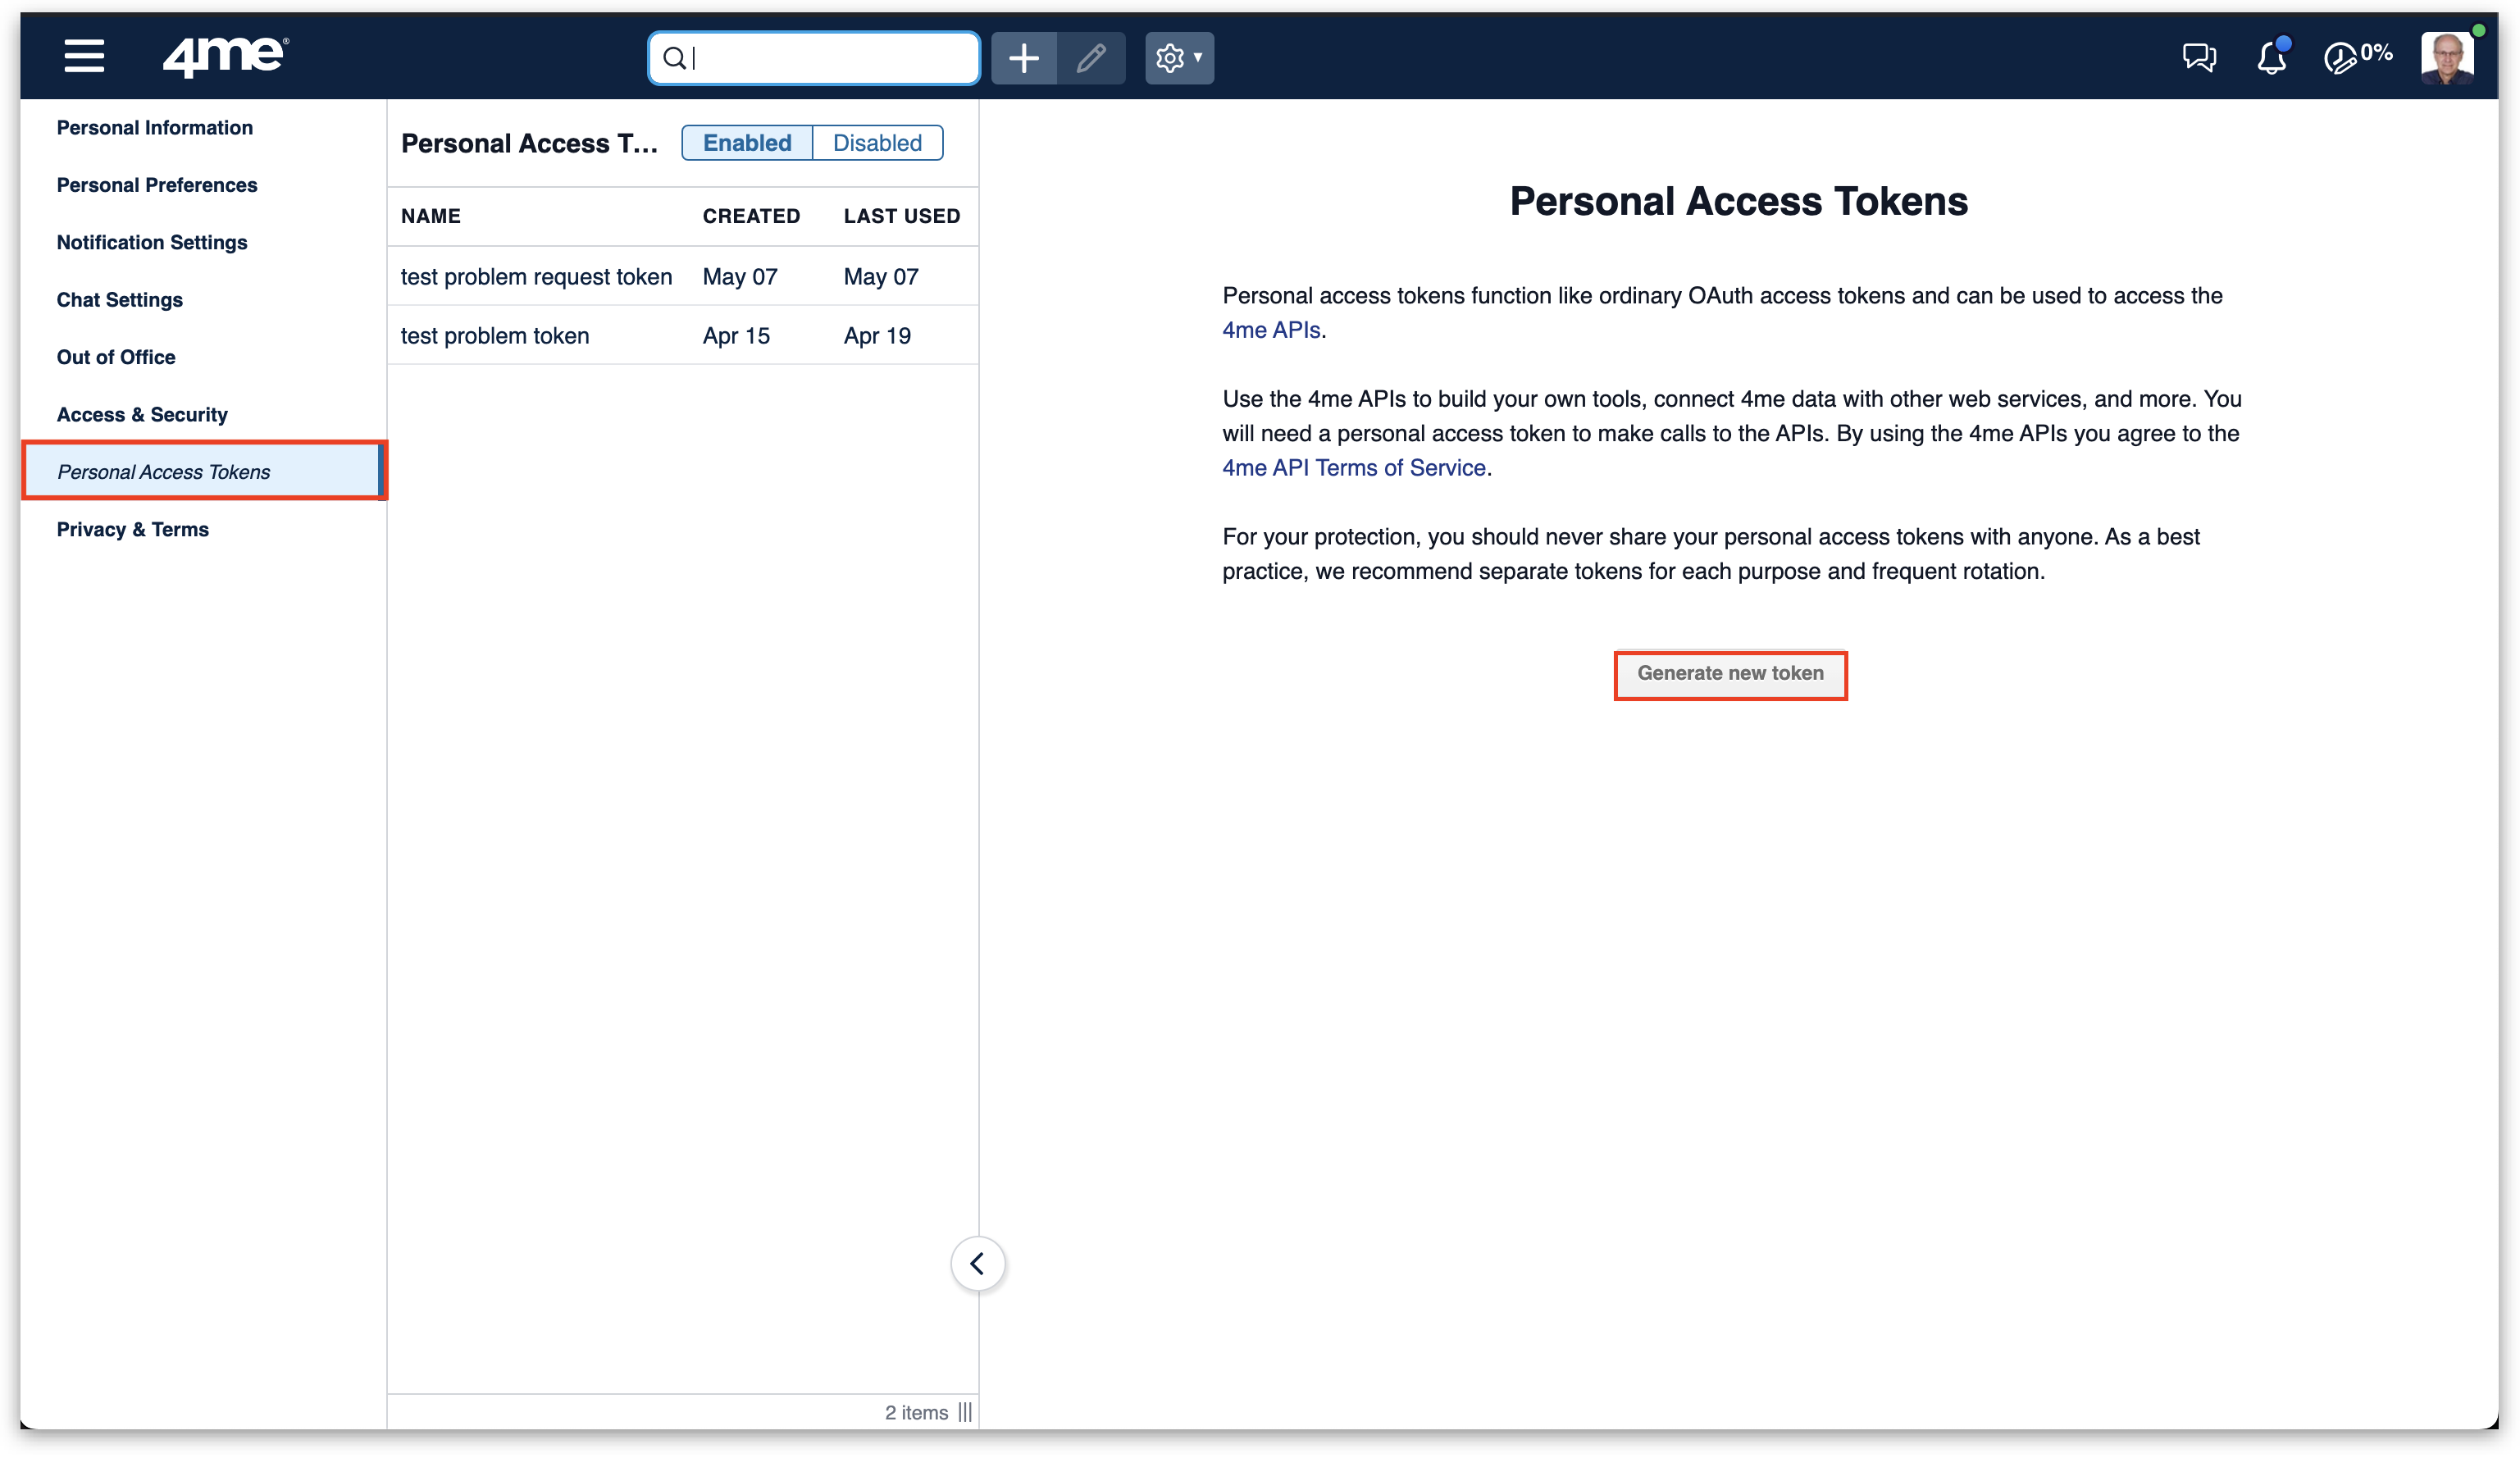 4me®
0%
Personal Information
Personal Preferences
Notification Settings
Chat Settings
Out of Office
Access & Security
Personal Access Tokens
Privacy & Terms
Personal Access T... Enabled Disabled
NAME CREATED LAST USED
test problem request token May 07 May 07
test problem token Apr 15 Apr 19
2 items
Personal Access Tokens
Personal access tokens function like ordinary OAuth access tokens and can be used to access the
4me APIs.
Use the 4me APIs to build your own tools, connect 4me data with other web services, and more. You
will need a personal access token to make calls to the APIs. By using the 4me APIs you agree to the
4me API Terms of Service.
For your protection, you should never share your personal access tokens with anyone. As a best
practice, we recommend separate tokens for each purpose and frequent rotation.
Generate new token